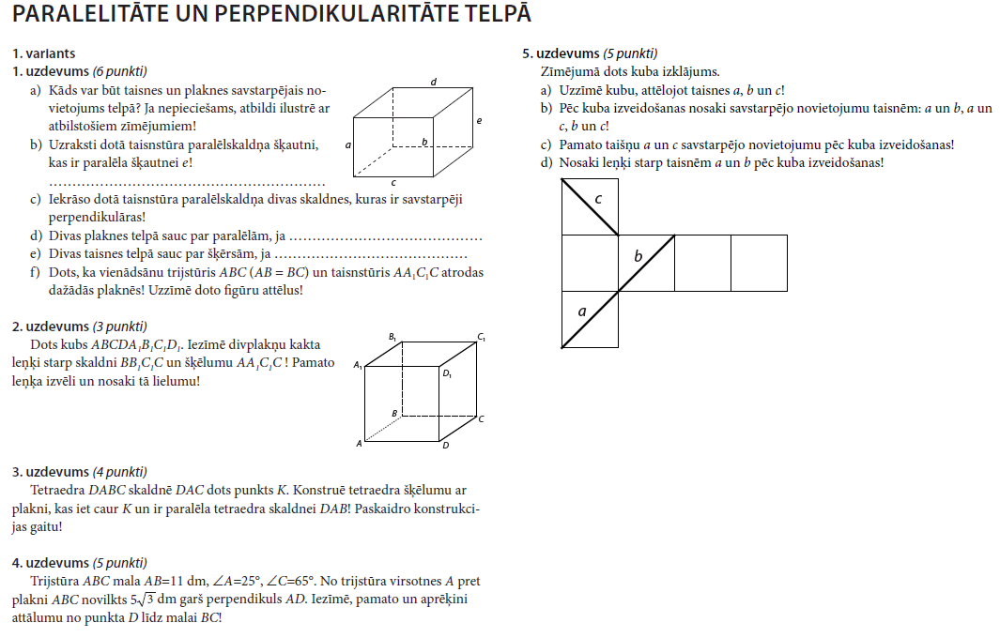 PARALELITĀTE UN PERPENDIKULARITĀTE TELPĀ
1. variants
1. uzdevums (6 punkti)
a) Kāds var būt taisnes un plaknes savstarpējais no-
vietojums telpā? Ja nepieciešams, atbildi ilustrē ar
atbilstošiem zīmējumiem!
b) Uzraksti dotā taisnstūra paralēlskaldņa šķautni,
kas ir paralēla šķautnei e!
............................................................
d
e
a
b
c
c) Iekrāso dotā taisnstūra paralēlskaldņa divas skaldnes, kuras ir savstarpēji
perpendikulāras!
d) Divas plaknes telpā sauc par paralēlām, ja ..........................................
e) Divas taisnes telpā sauc par šķērsām, ja ..........................................
f) Dots, ka vienādsānu trijstūris ABC (AB = BC) un taisnstūris AA₁C₁C atrodas
dažādās plaknēs! Uzzīmē doto figūru attēlus!
2. uzdevums (3 punkti)
Dots kubs ABCDA₁B₁C₁D₁. Iezīmē divplakņu kakta
leņķi starp skaldni BB₁C₁C un šķēlumu AA₁C₁C ! Pamato
leņķa izvēli un nosaki tā lielumu!
B₁
C₁
A₁
D₁
B
C
A
D
3. uzdevums (4 punkti)
Tetraedra DABC skaldnē DAC dots punkts K. Konstruē tetraedra šķēlumu ar
plakni, kas iet caur K un ir paralēla tetraedra skaldnei DAB! Paskaidro konstrukci-
jas gaitu!
4. uzdevums (5 punkti)
Trijstūra ABC mala AB=11 dm, ∠A=25°, ∠C=65°. No trijstūra virsotnes A pret
plakni ABC novilkts 5√3 dm garš perpendikuls AD. Iezīmē, pamato un aprēķini
attālumu no punkta D līdz malai BC!
5. uzdevums (5 punkti)
Zīmējumā dots kuba izklājums.
a) Uzzīmē kubu, attēlojot taisnes a, b un c!
b) Pēc kuba izveidošanas nosaki savstarpējo novietojumu taisnēm: a un b, a un
c, b un c!
c) Pamato taišņu a un c savstarpējo novietojumu pēc kuba izveidošanas!
d) Nosaki leņķi starp taisnēm a un b pēc kuba izveidošanas!
c
b
a